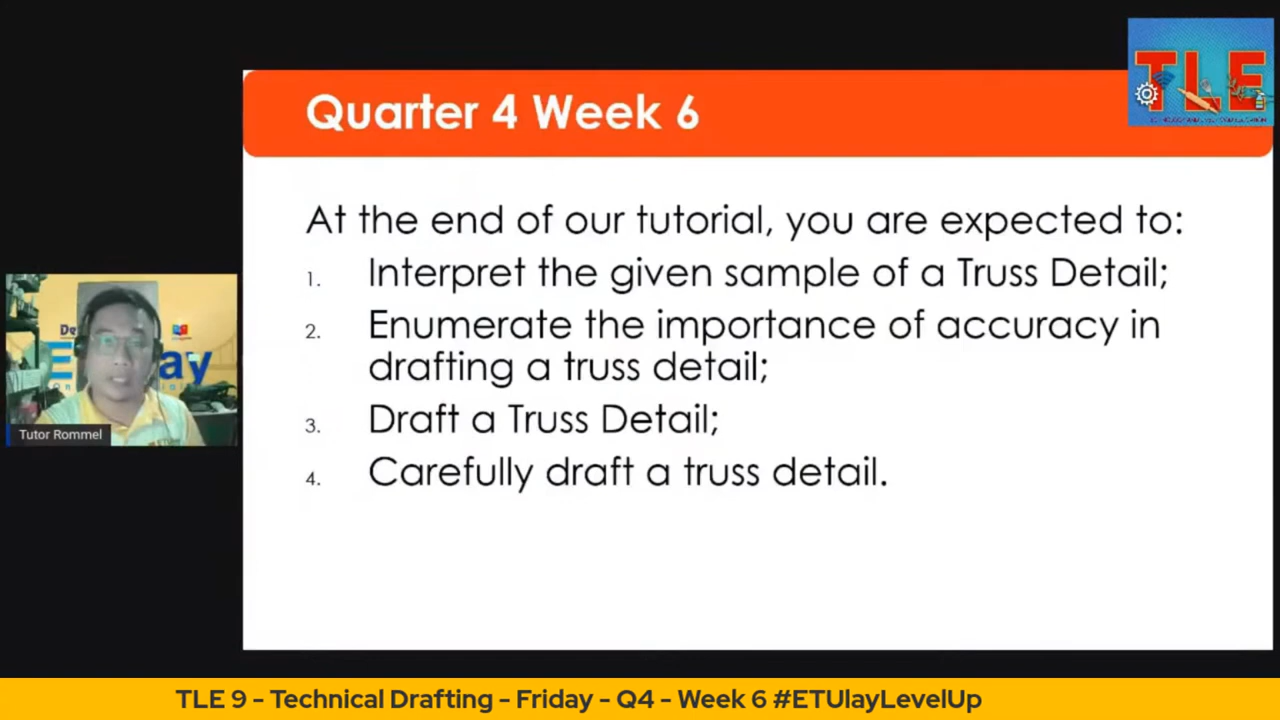 TLE
Quarter 4 Week 6
At the end of our tutorial, you are expected to:
1. Interpret the given sample of a Truss Detail;
2. Enumerate the importance of accuracy in
drafting a truss detail;
3. Draft a Truss Detail;
4. Carefully draft a truss detail.
Tutor Rommel
TLE 9 - Technical Drafting - Friday - Q4 - Week 6 #ETUlayLevelUp